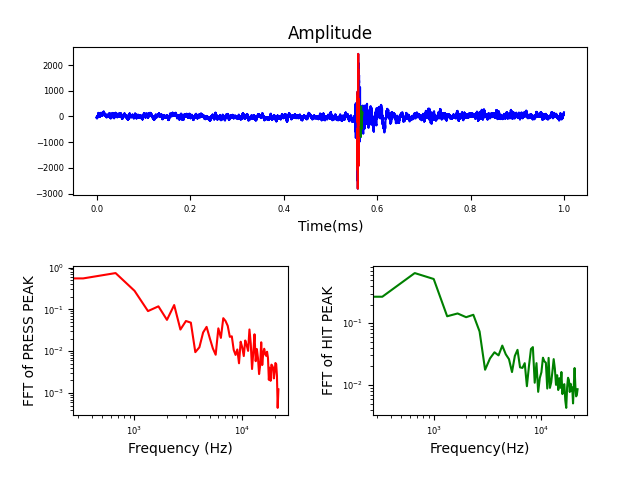 Amplitude
2000
1000
0
−1000
−2000
−3000
0.0 0.2 0.4 0.6 0.8 1.0
Time(ms)
FFT of PRESS PEAK
10⁰
10⁻¹
10⁻²
10⁻³
10³ 10⁴
Frequency (Hz)
FFT of HIT PEAK
10⁻¹
10⁻²
10³ 10⁴
Frequency(Hz)